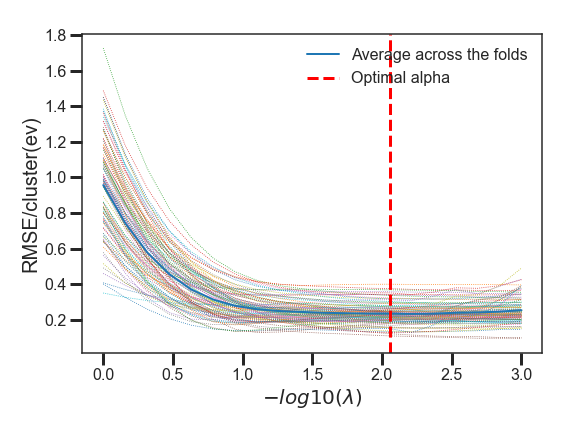 1.8
1.6
1.4
1.2
1.0
0.8
0.6
0.4
0.2
RMSE/cluster(ev)
Average across the folds
Optimal alpha
0.0 0.5 1.0 1.5 2.0 2.5 3.0
−log10(λ)